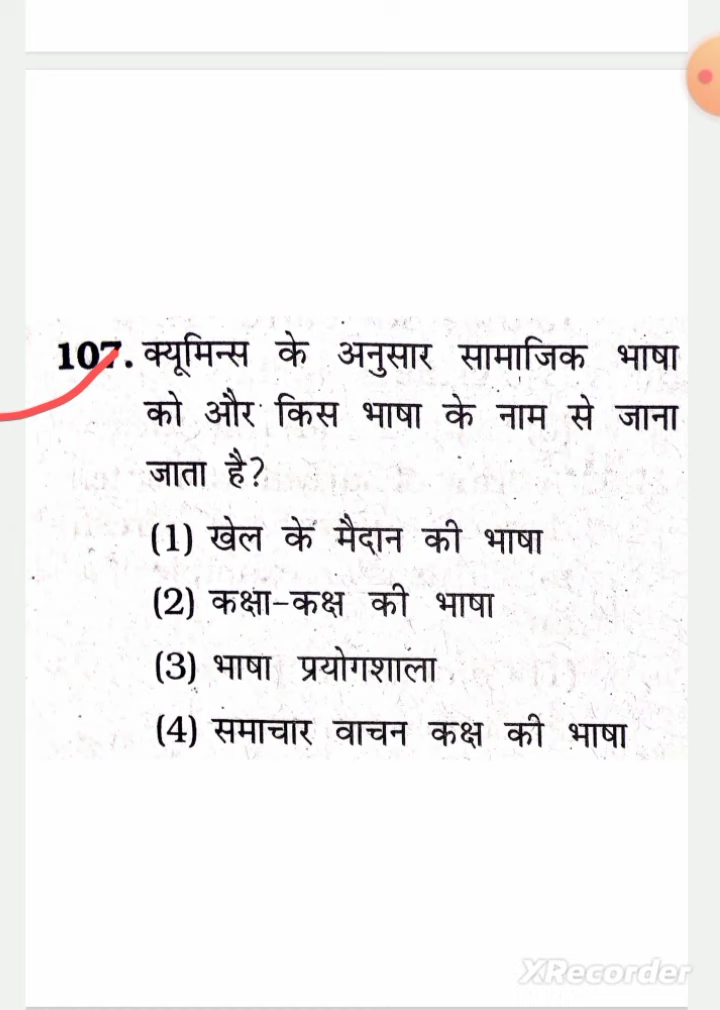 107. क्यूमिन्स के अनुसार सामाजिक भाषा
को और किस भाषा के नाम से जाना
जाता है?
(1) खेल के मैदान की भाषा
(2) कक्षा-कक्ष की भाषा
(3) भाषा प्रयोगशाला
(4) समाचार वाचन कक्ष की भाषा
XRecorder